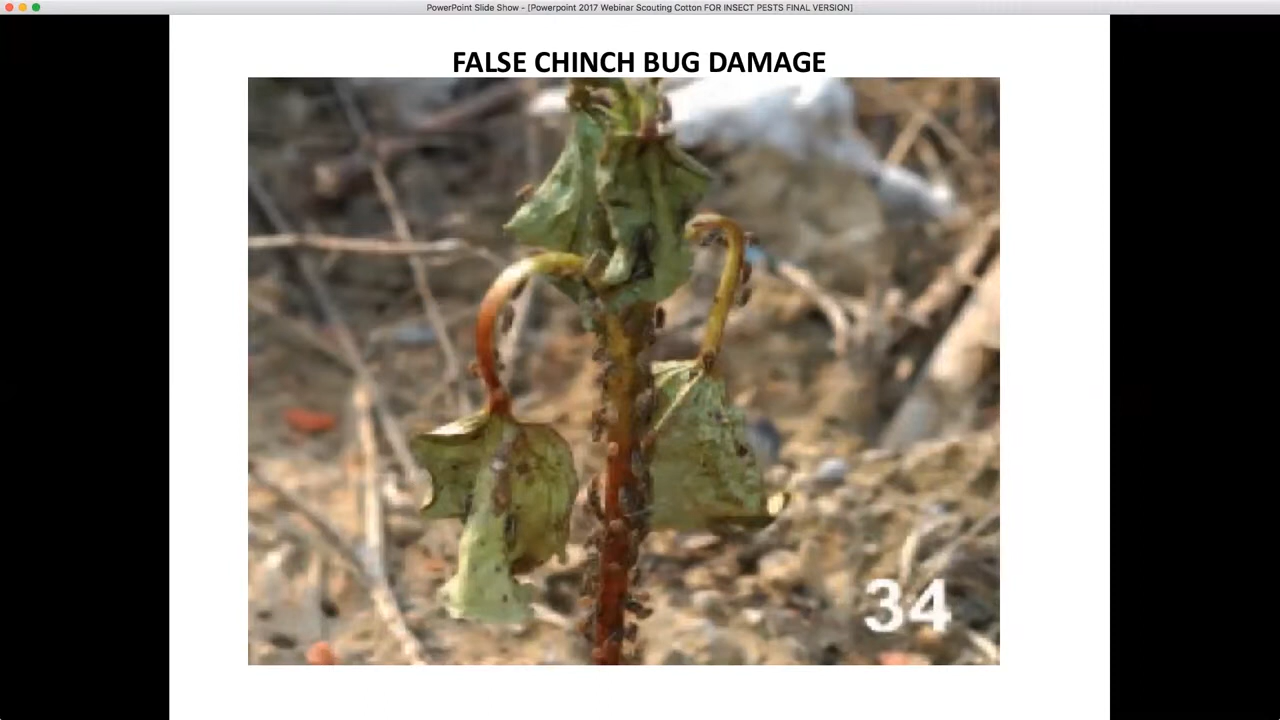 PowerPoint Slide Show - [Powerpoint 2017 Webinar Scouting Cotton FOR INSECT PESTS FINAL VERSION]
FALSE CHINCH BUG DAMAGE
34